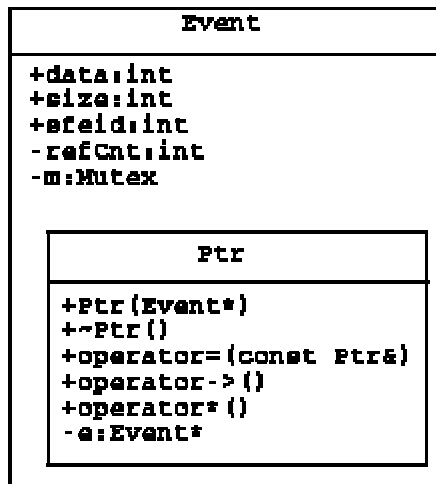 Event
+data:int
+size:int
+sfeid:int
-refCnt:int
-m:Mutex
Ptr
+Ptr(Event*)
+~Ptr()
+operator=(const Ptr&)
+operator->()
+operator*()
-e:Event*